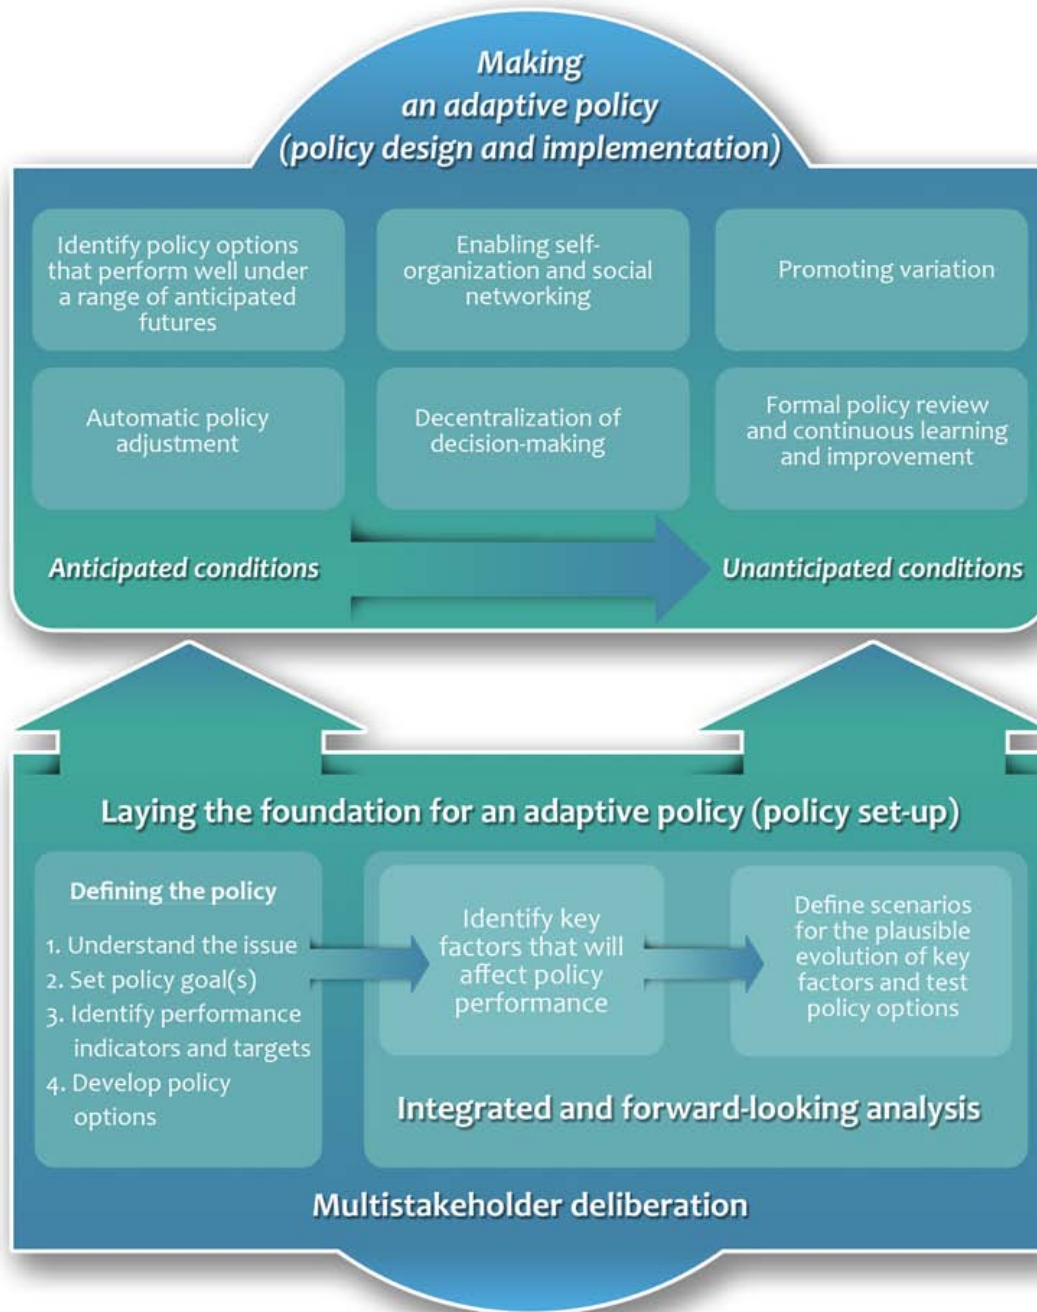 Making
an adaptive policy
(policy design and implementation)
Identify policy options
that perform well under
a range of anticipated
futures
Enabling self-
organization and social
networking
Promoting variation
Automatic policy
adjustment
Decentralization of
decision-making
Formal policy review
and continuous learning
and improvement
Anticipated conditions
Unanticipated conditions
Laying the foundation for an adaptive policy (policy set-up)
Defining the policy
1. Understand the issue
2. Set policy goal(s)
3. Identify performance
indicators and targets
4. Develop policy
options
Identify key
factors that will
affect policy
performance
Define scenarios
for the plausible
evolution of key
factors and test
policy options
Integrated and forward-looking analysis
Multistakeholder deliberation